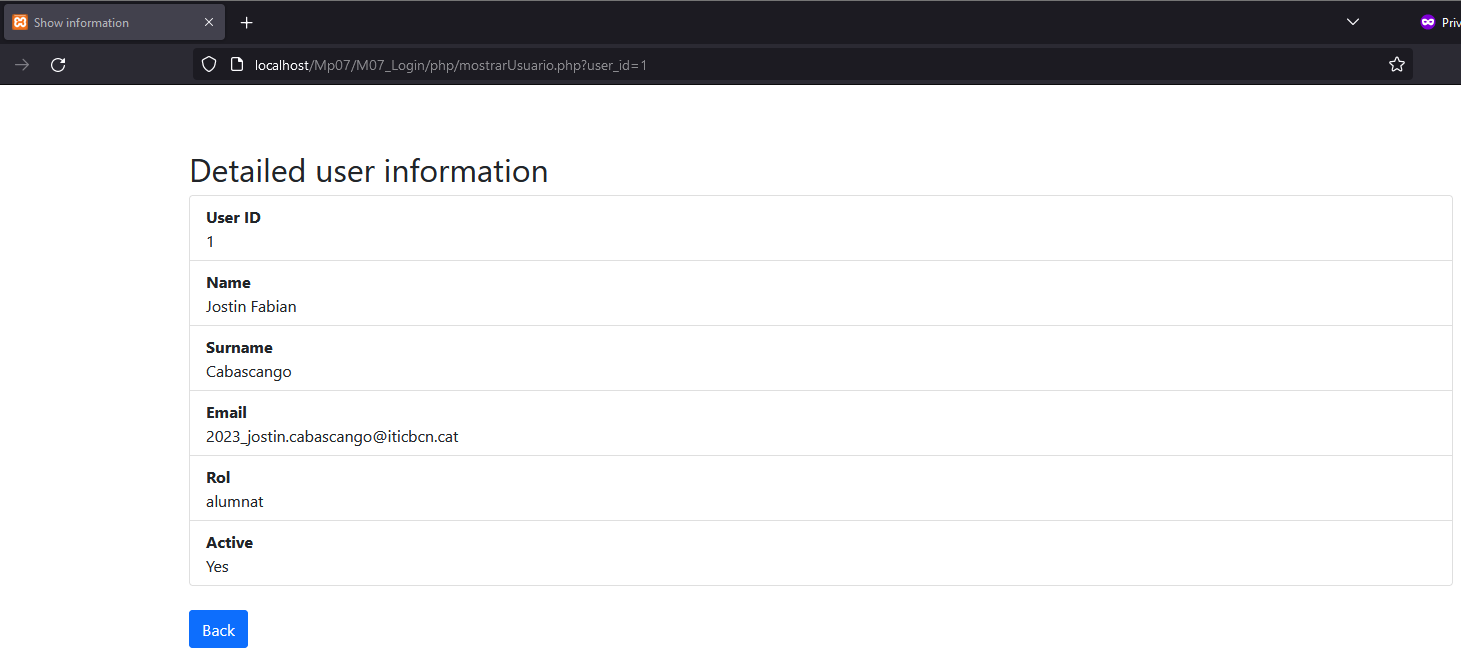 Show information
Priv
localhost/Mp07/M07_Login/php/mostrarUsuario.php?user_id=1
Detailed user information
User ID
1
Name
Jostin Fabian
Surname
Cabascango
Email
2023_jostin.cabascango@iticbcn.cat
Rol
alumnat
Active
Yes
Back